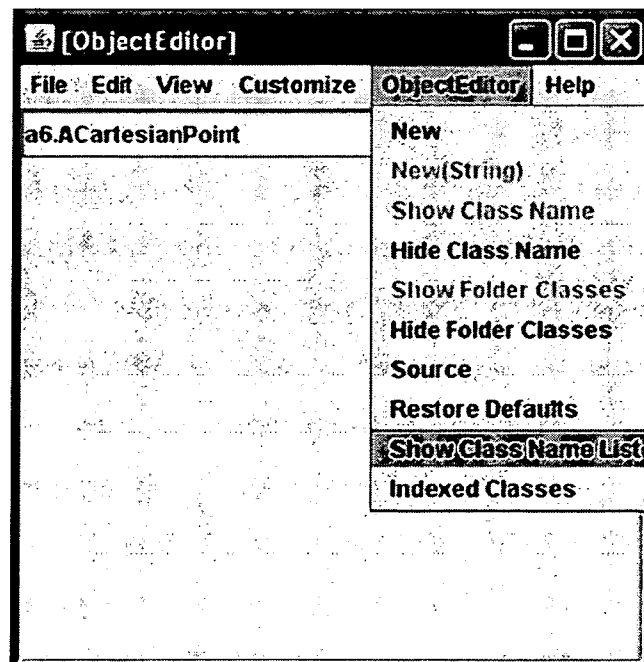 [ObjectEditor]
File Edit View Customize ObjectEditor Help
a6.ACartesianPoint
New
New(String)
Show Class Name
Hide Class Name
Show Folder Classes
Hide Folder Classes
Source
Restore Defaults
Show Class Name List
Indexed Classes